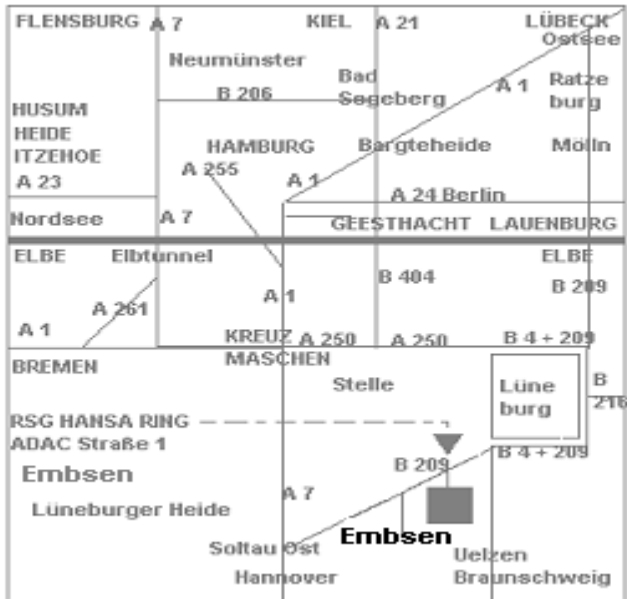 FLENSBURG A 7 KIEL A 21 LÜBECK
Ostsee
Neumünster
Bad
Segeberg
A 1
Ratze
burg
B 206
HUSUM
HEIDE
ITZEHOE
A 23
HAMBURG
A 255
Bargteheide
Mölln
A 1
A 24 Berlin
Nordsee
A 7
GEESTHACHT LAUENBURG
ELBE Elbtunnel ELBE
B 404
B 209
A 261
A 1
A 1
KREUZ
MASCHEN
A 250 A 250 B 4 + 209
BREMEN
Stelle
Lüne
burg
B
216
RSG HANSA RING
ADAC Straße 1
Embsen
B 209
B 4 + 209
A 7
Lüneburger Heide
Embsen
Soltau Ost
Hannover
Uelzen
Braunschweig